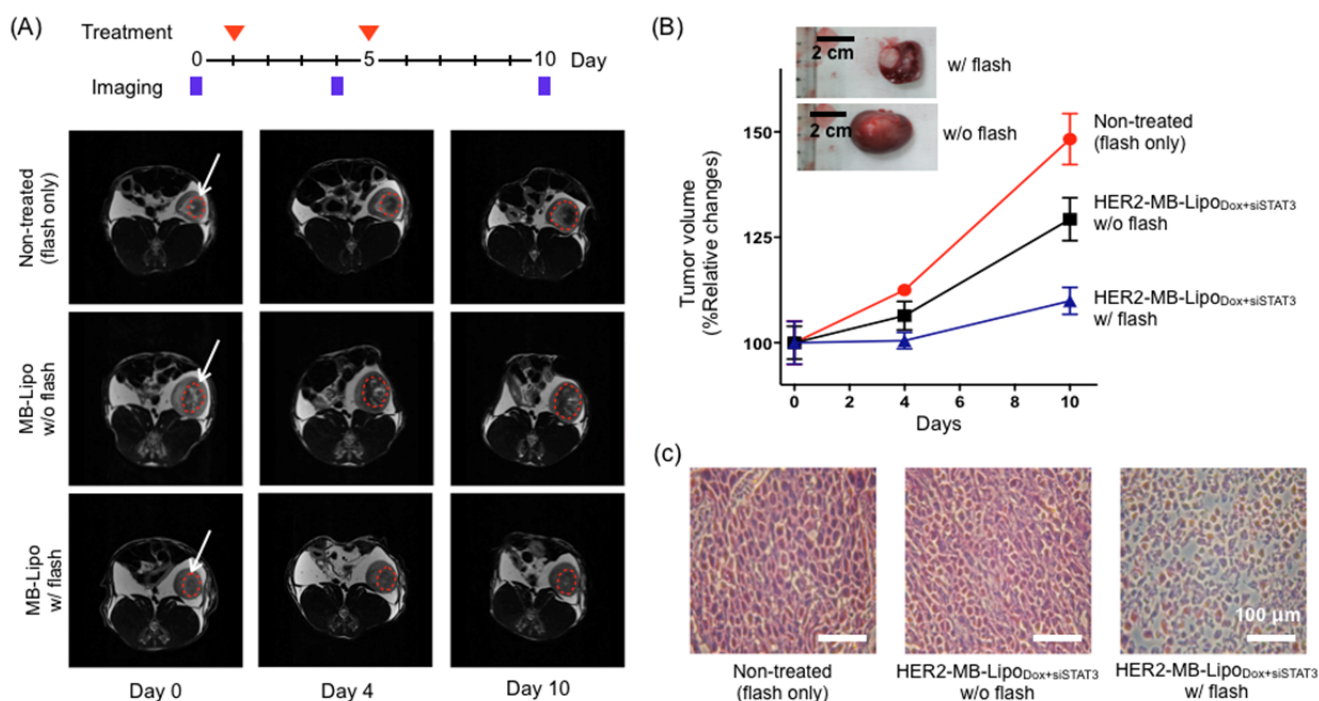 (A)
Treatment
0 5 10 Day
Imaging
Non-treated
(flash only)
MB-Lipo
w/o flash
MB-Lipo
w/ flash
Day 0 Day 4 Day 10
(B)
2 cm
w/ flash
2 cm
w/o flash
Tumor volume
(%Relative changes)
150
125
100
0 2 4 6 8 10
Days
Non-treated
(flash only)
HER2-MB-LipoDox+siSTAT3
w/o flash
HER2-MB-LipoDox+siSTAT3
w/ flash
(c)
100 µm
Non-treated
(flash only)
HER2-MB-LipoDox+siSTAT3
w/o flash
HER2-MB-LipoDox+siSTAT3
w/ flash